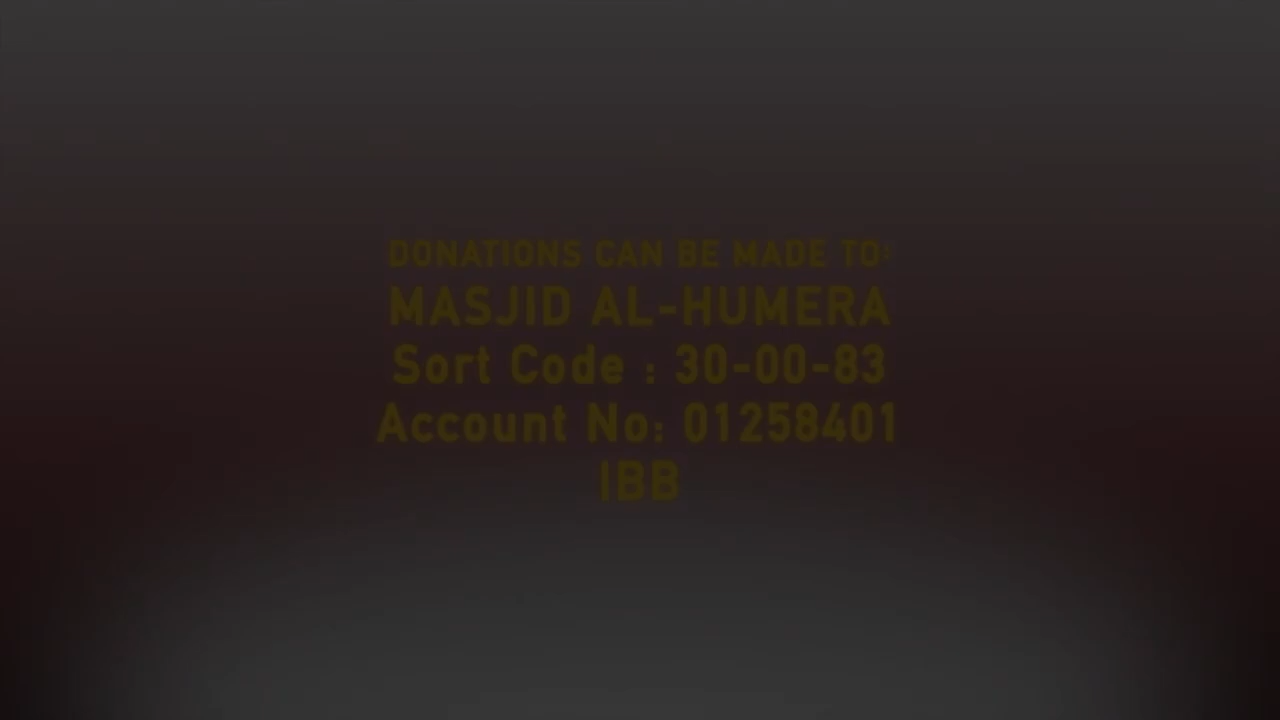 DONATIONS CAN BE MADE TO:
MASJID AL-HUMERA
Sort Code : 30-00-83
Account No: 01258401
IBB